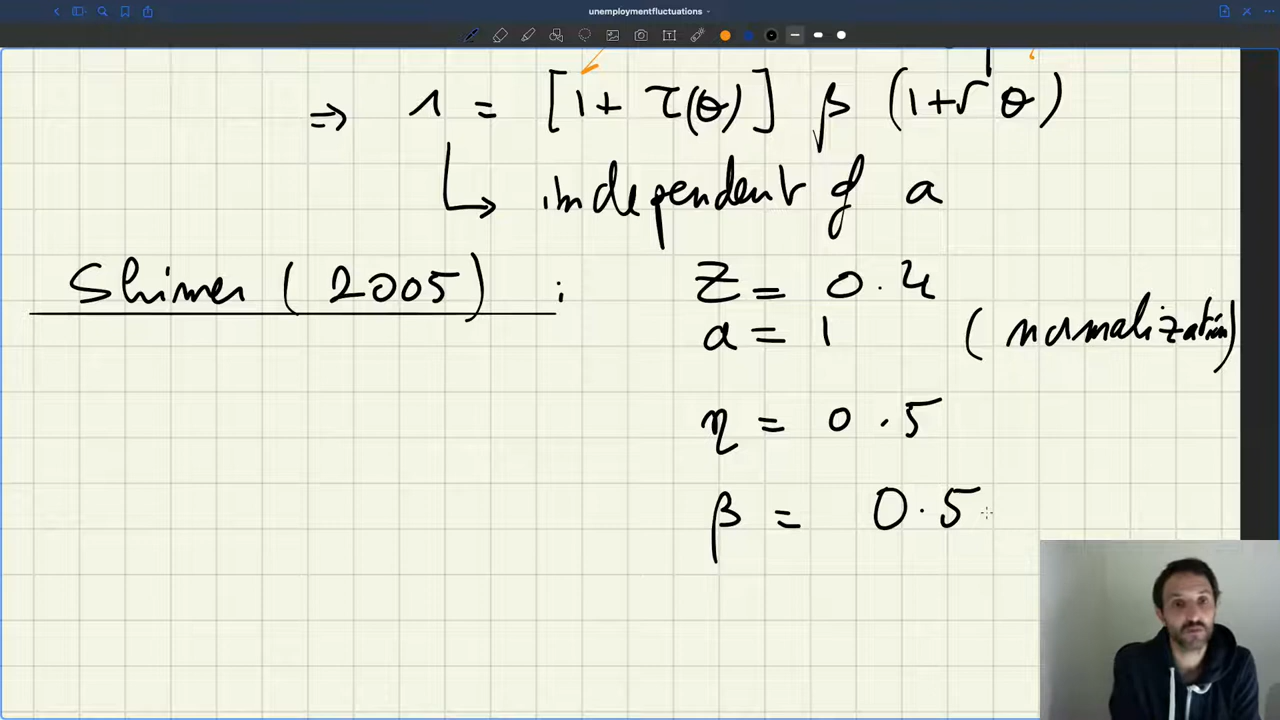 unemploymentfluctuations
⇒ 1 = [1 + τ(θ)] β (1 + r θ)
↳ independent of a
Shimer (2005) :
z = 0.4
a = 1 (normalization)
η = 0.5
β = 0.5